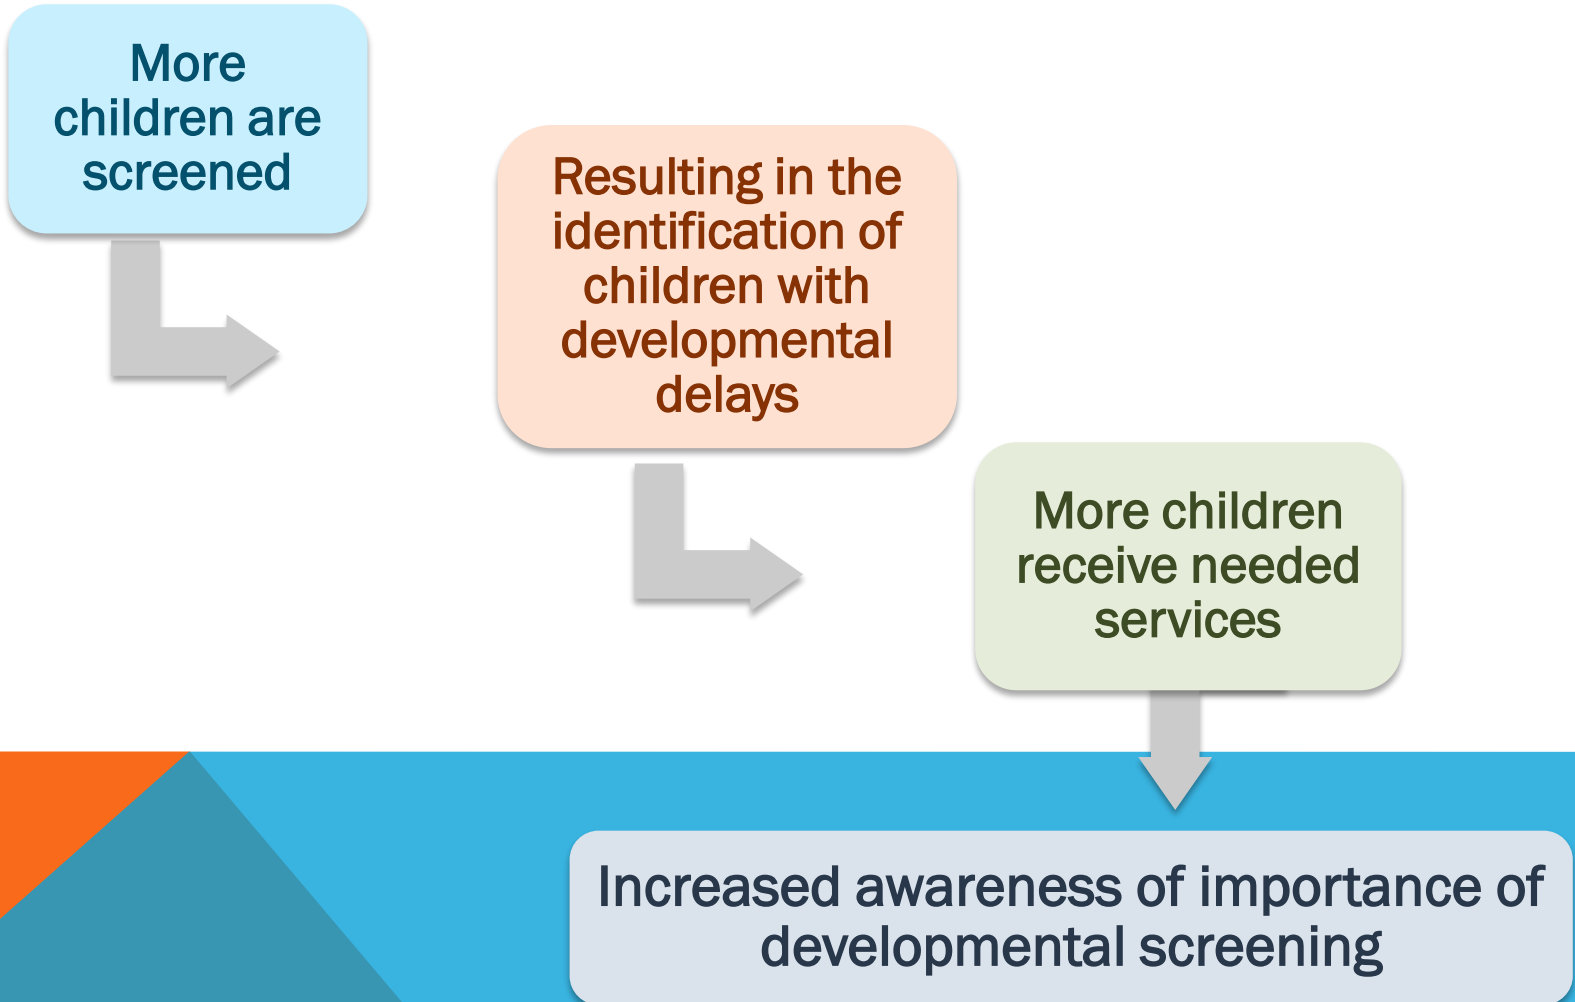 More
children are
screened
Resulting in the
identification of
children with
developmental
delays
More children
receive needed
services
Increased awareness of importance of
developmental screening